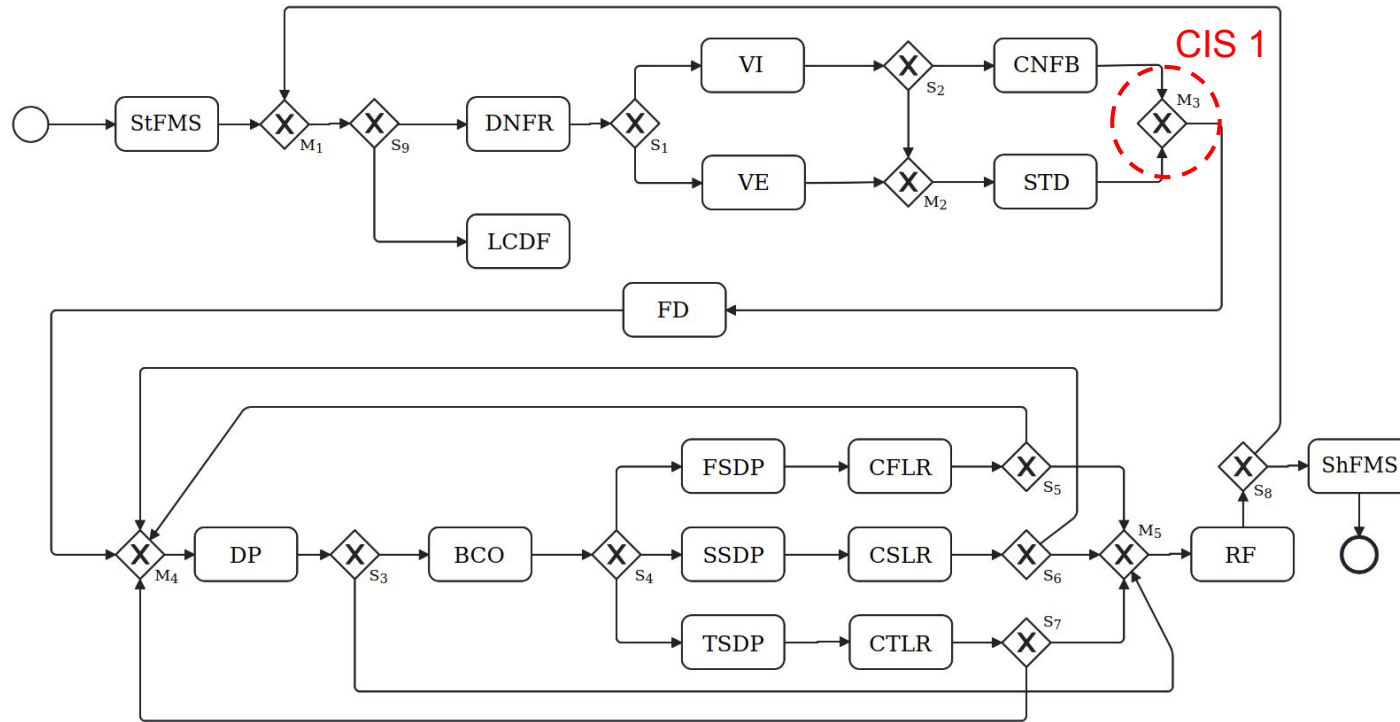 CIS 1
VI
S2
CNFB
M3
StFMS
M1
S9
DNFR
S1
VE
M2
STD
LCDF
FD
FSDP
CFLR
S5
S8
ShFMS
M4
DP
S3
BCO
S4
SSDP
CSLR
S6
M5
RF
TSDP
CTLR
S7